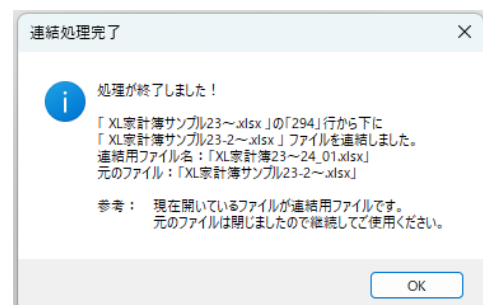 連結処理完了
処理が終了しました！
「 XL家計簿サンプル23～.xlsx 」の「294」行から下に
「 XL家計簿サンプル23-2～.xlsx 」ファイルを連結しました。
連結用ファイル名：「XL家計簿23～24_01.xlsx」
元のファイル：「XL家計簿サンプル23-2～.xlsx」
参考： 現在開いているファイルが連結用ファイルです。
元のファイルは閉じましたので継続してご使用ください。
OK